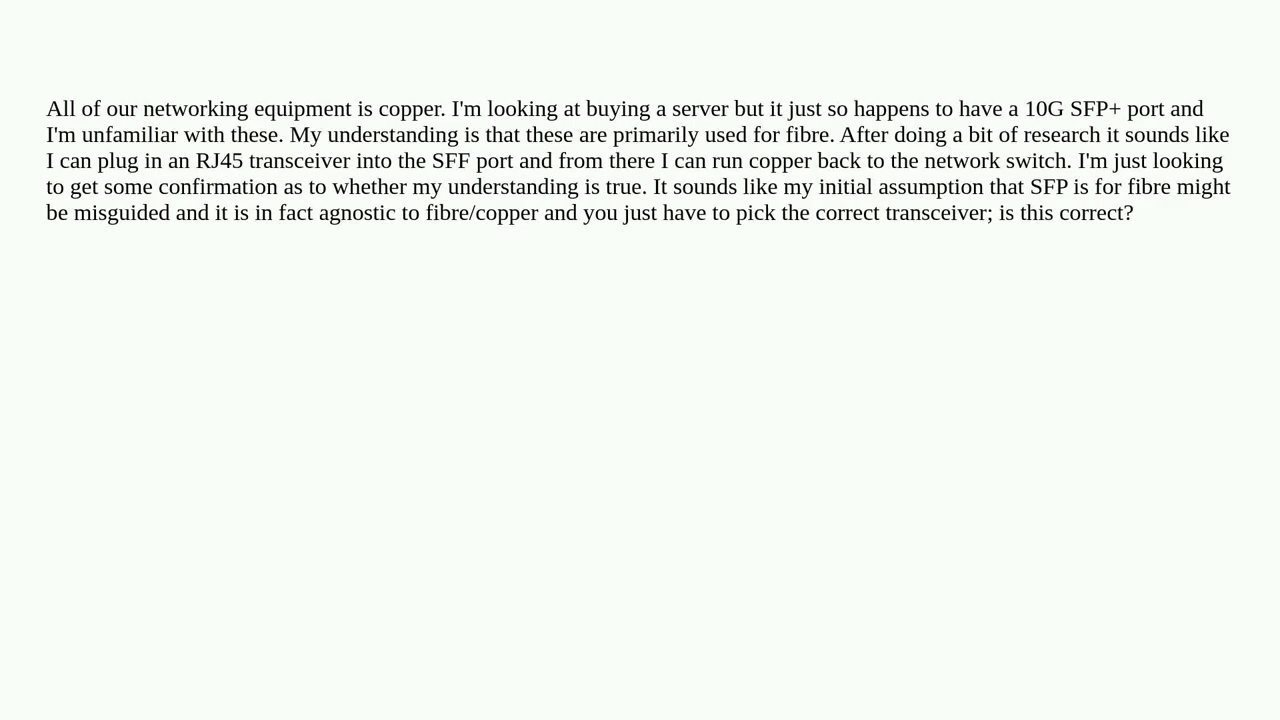 All of our networking equipment is copper. I'm looking at buying a server but it just so happens to have a 10G SFP+ port and
I'm unfamiliar with these. My understanding is that these are primarily used for fibre. After doing a bit of research it sounds like
I can plug in an RJ45 transceiver into the SFF port and from there I can run copper back to the network switch. I'm just looking
to get some confirmation as to whether my understanding is true. It sounds like my initial assumption that SFP is for fibre might
be misguided and it is in fact agnostic to fibre/copper and you just have to pick the correct transceiver; is this correct?